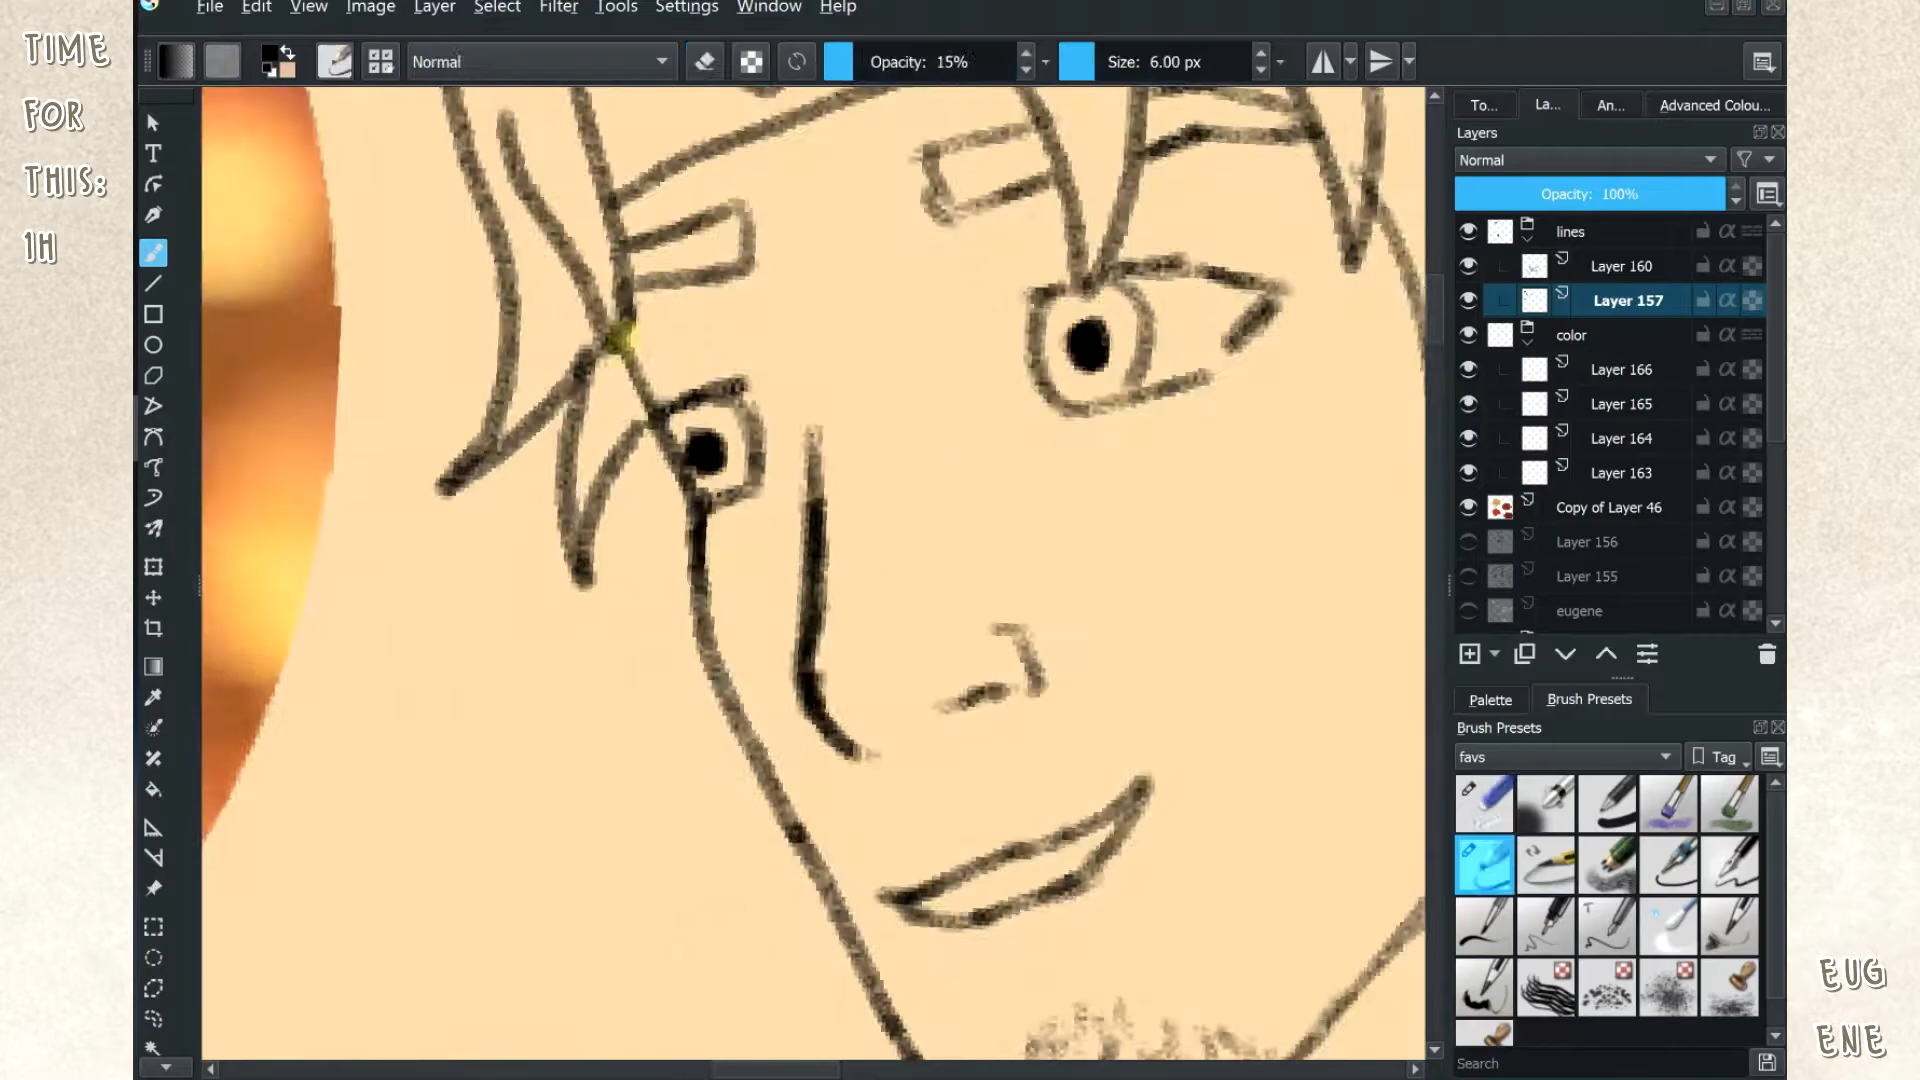 TIME
FOR
THIS:
1H
File Edit View Image Layer Select Filter Tools Settings Window Help
Normal
Opacity: 15%
Size: 6.00 px
To...
La...
An...
Advanced Colou...
Layers
Normal
Opacity: 100%
lines
Layer 160
Layer 157
color
Layer 166
Layer 165
Layer 164
Layer 163
Copy of Layer 46
Layer 156
Layer 155
eugene
Palette
Brush Presets
Brush Presets
favs
Tag
Search
EUG
ENE